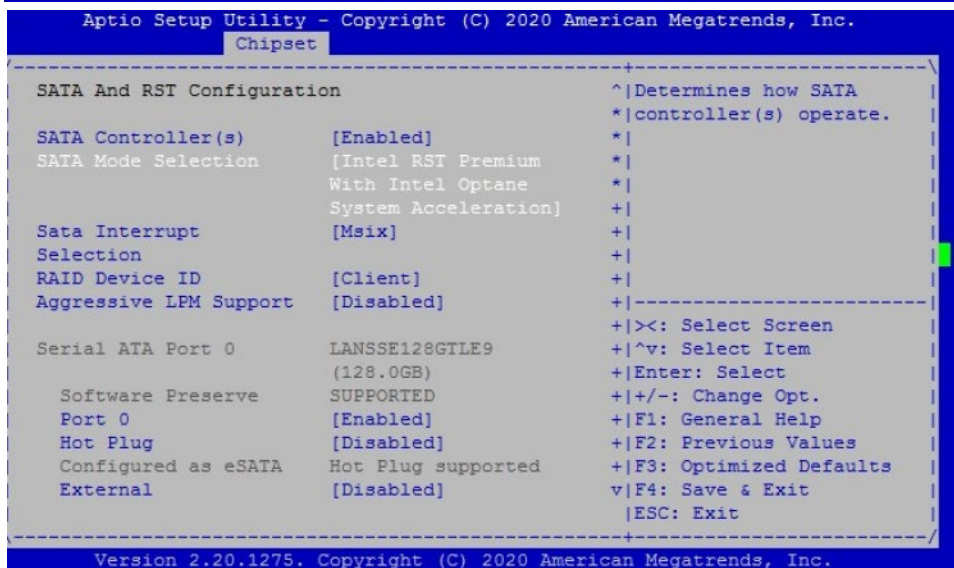 Aptio Setup Utility - Copyright (C) 2020 American Megatrends, Inc.
Chipset
/----------------------------------------------------+-------------------------\
SATA And RST Configuration ^|Determines how SATA |
*|controller(s) operate. |
SATA Controller(s) [Enabled] *| |
SATA Mode Selection [Intel RST Premium *| |
With Intel Optane *| |
System Acceleration] +| |
Sata Interrupt [Msix] +| |
Selection +| |
RAID Device ID [Client] +| |
Aggressive LPM Support [Disabled] +|-------------------------|
+|><: Select Screen |
Serial ATA Port 0 LANSSE128GTLE9 +|^v: Select Item |
(128.0GB) +|Enter: Select |
Software Preserve SUPPORTED +|+/-: Change Opt. |
Port 0 [Enabled] +|F1: General Help |
Hot Plug [Disabled] +|F2: Previous Values |
Configured as eSATA Hot Plug supported +|F3: Optimized Defaults |
External [Disabled] v|F4: Save & Exit |
|ESC: Exit |
\----------------------------------------------------+-------------------------/
Version 2.20.1275. Copyright (C) 2020 American Megatrends, Inc.